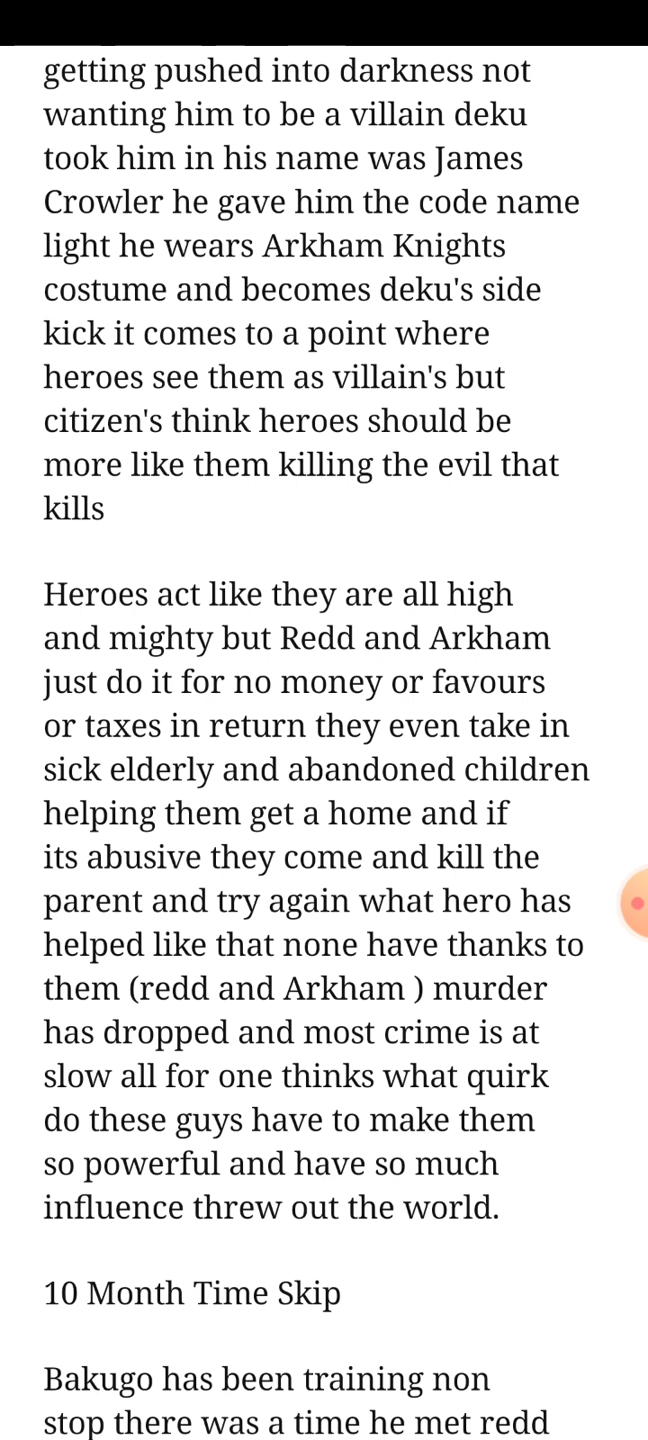 getting pushed into darkness not
wanting him to be a villain deku
took him in his name was James
Crowler he gave him the code name
light he wears Arkham Knights
costume and becomes deku's side
kick it comes to a point where
heroes see them as villain's but
citizen's think heroes should be
more like them killing the evil that
kills
Heroes act like they are all high
and mighty but Redd and Arkham
just do it for no money or favours
or taxes in return they even take in
sick elderly and abandoned children
helping them get a home and if
its abusive they come and kill the
parent and try again what hero has
helped like that none have thanks to
them (redd and Arkham ) murder
has dropped and most crime is at
slow all for one thinks what quirk
do these guys have to make them
so powerful and have so much
influence threw out the world.
10 Month Time Skip
Bakugo has been training non
stop there was a time he met redd